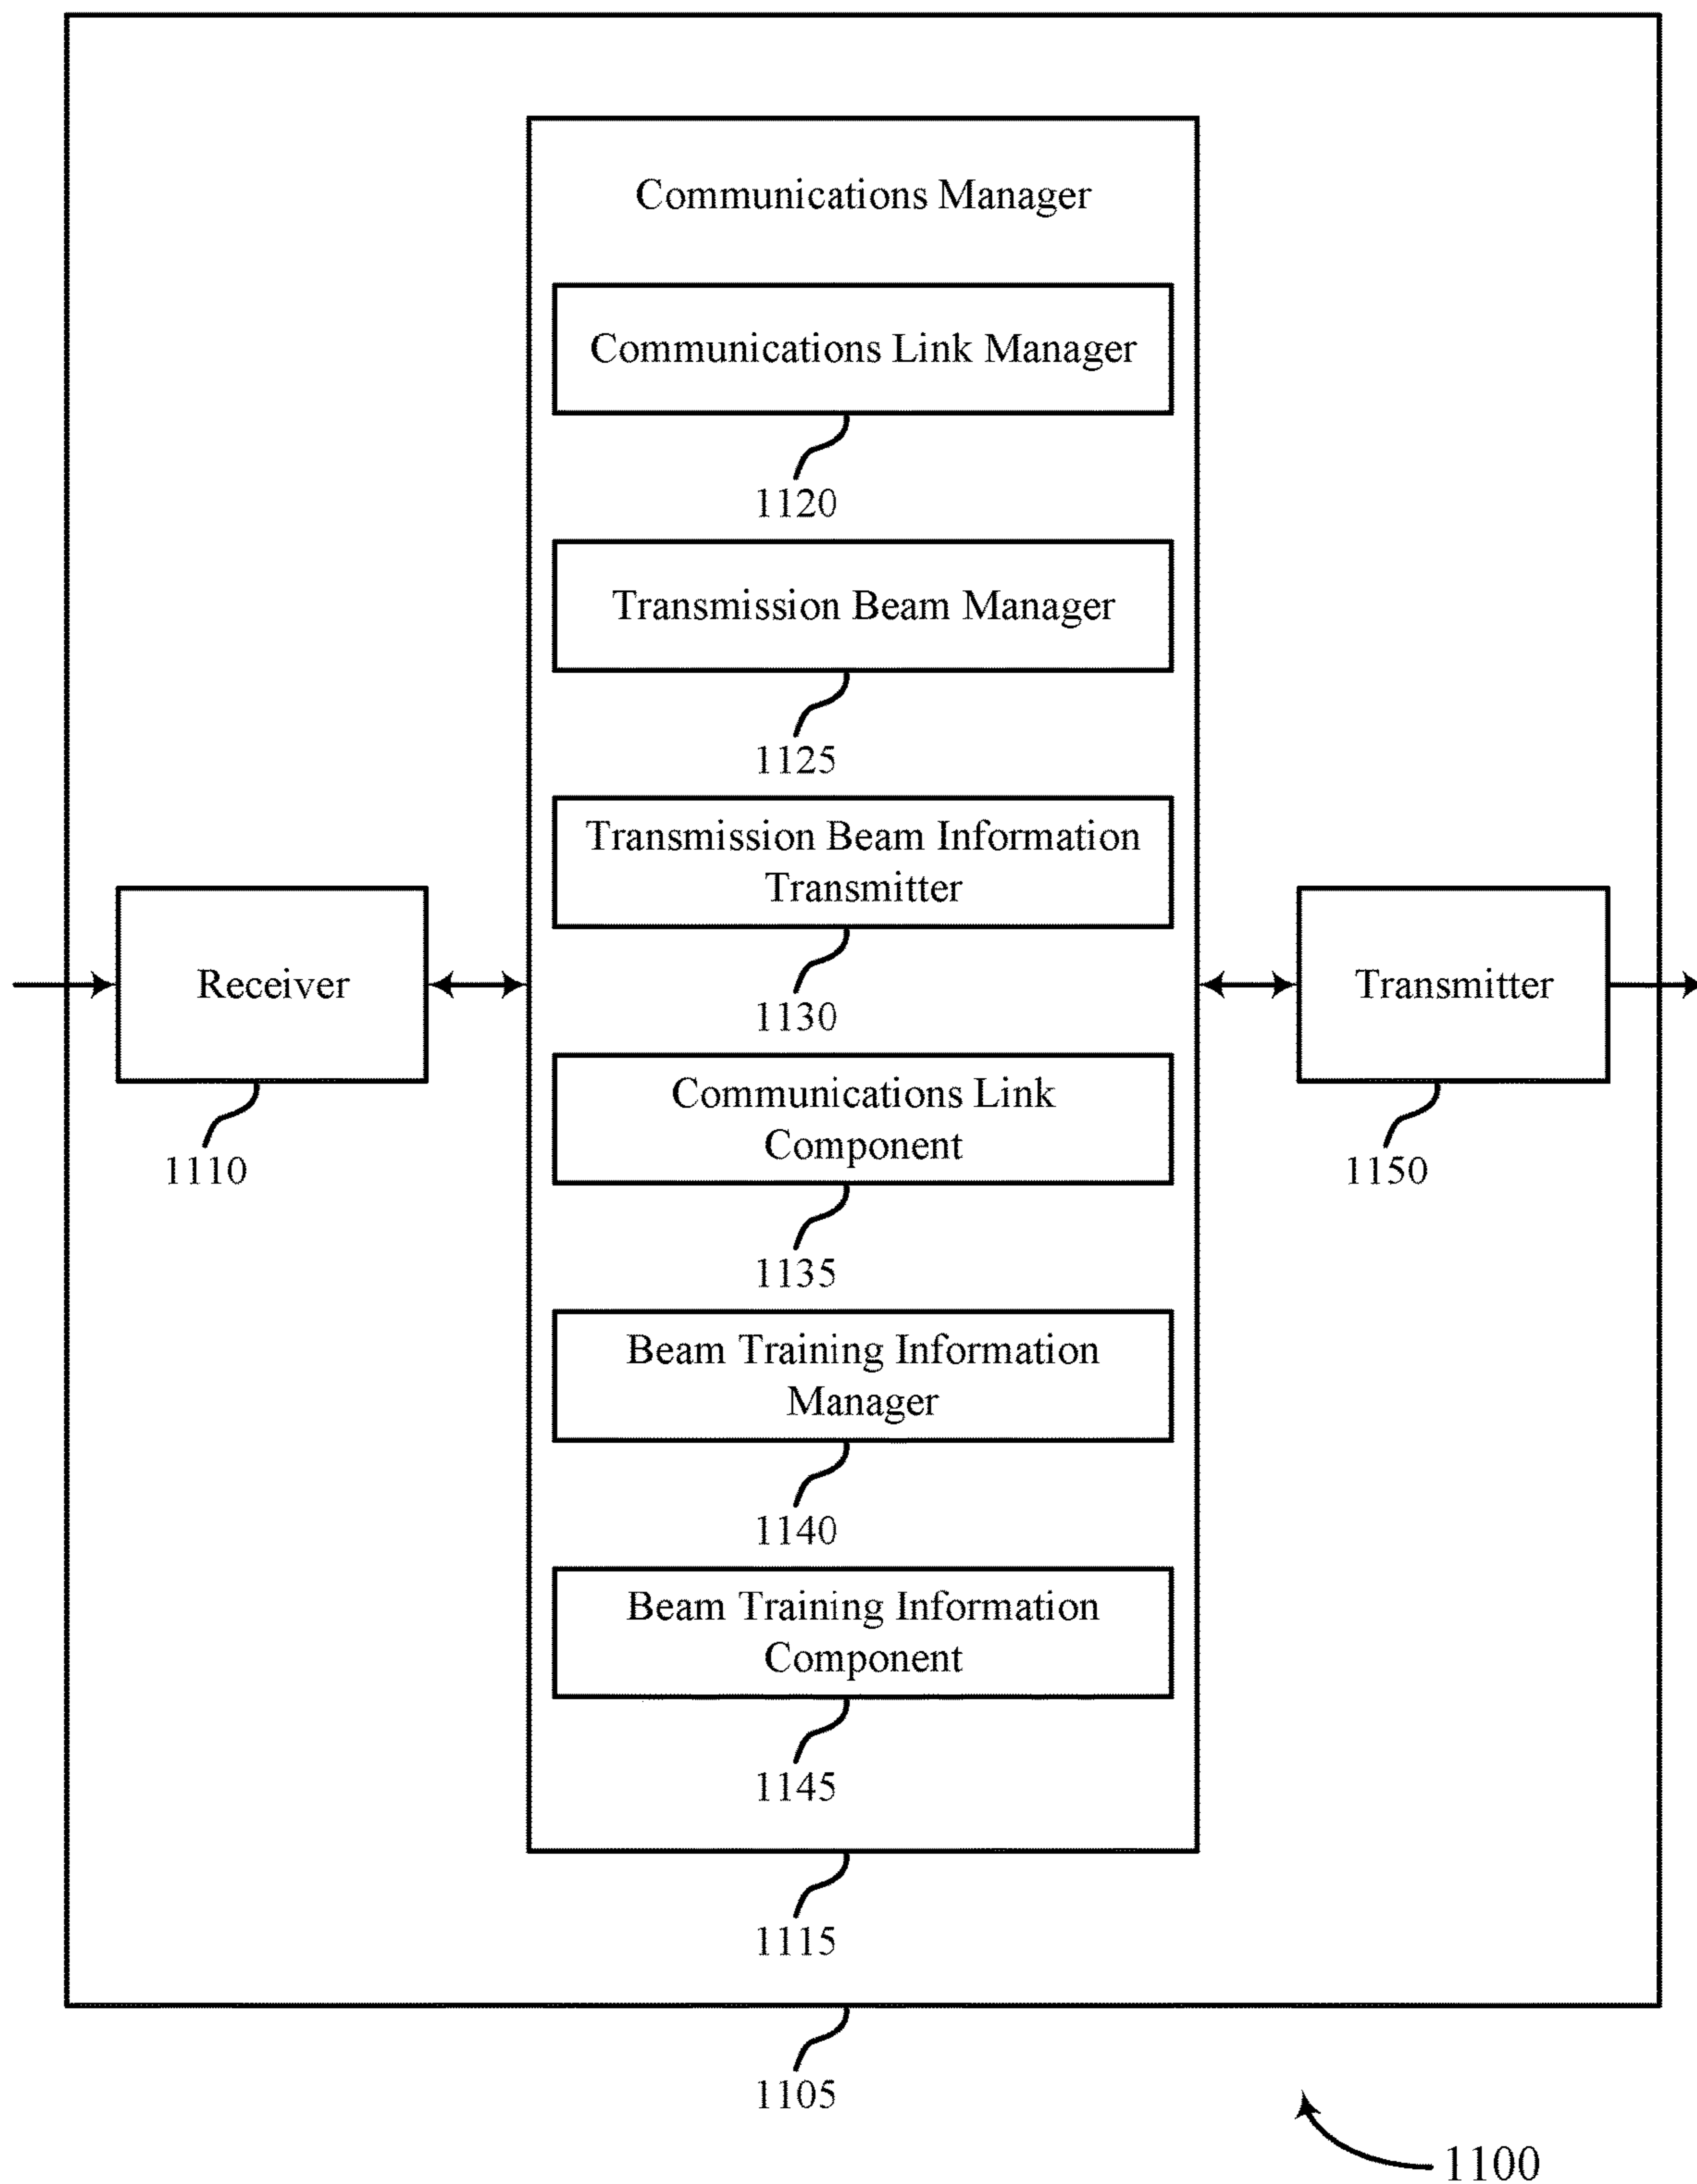 Communications Manager
Communications Link Manager
1120
Transmission Beam Manager
1125
Transmission Beam Information
Transmitter
1130
Receiver
1110
Transmitter
1150
Communications Link
Component
1135
Beam Training Information
Manager
1140
Beam Training Information
Component
1145
1115
1105
1100